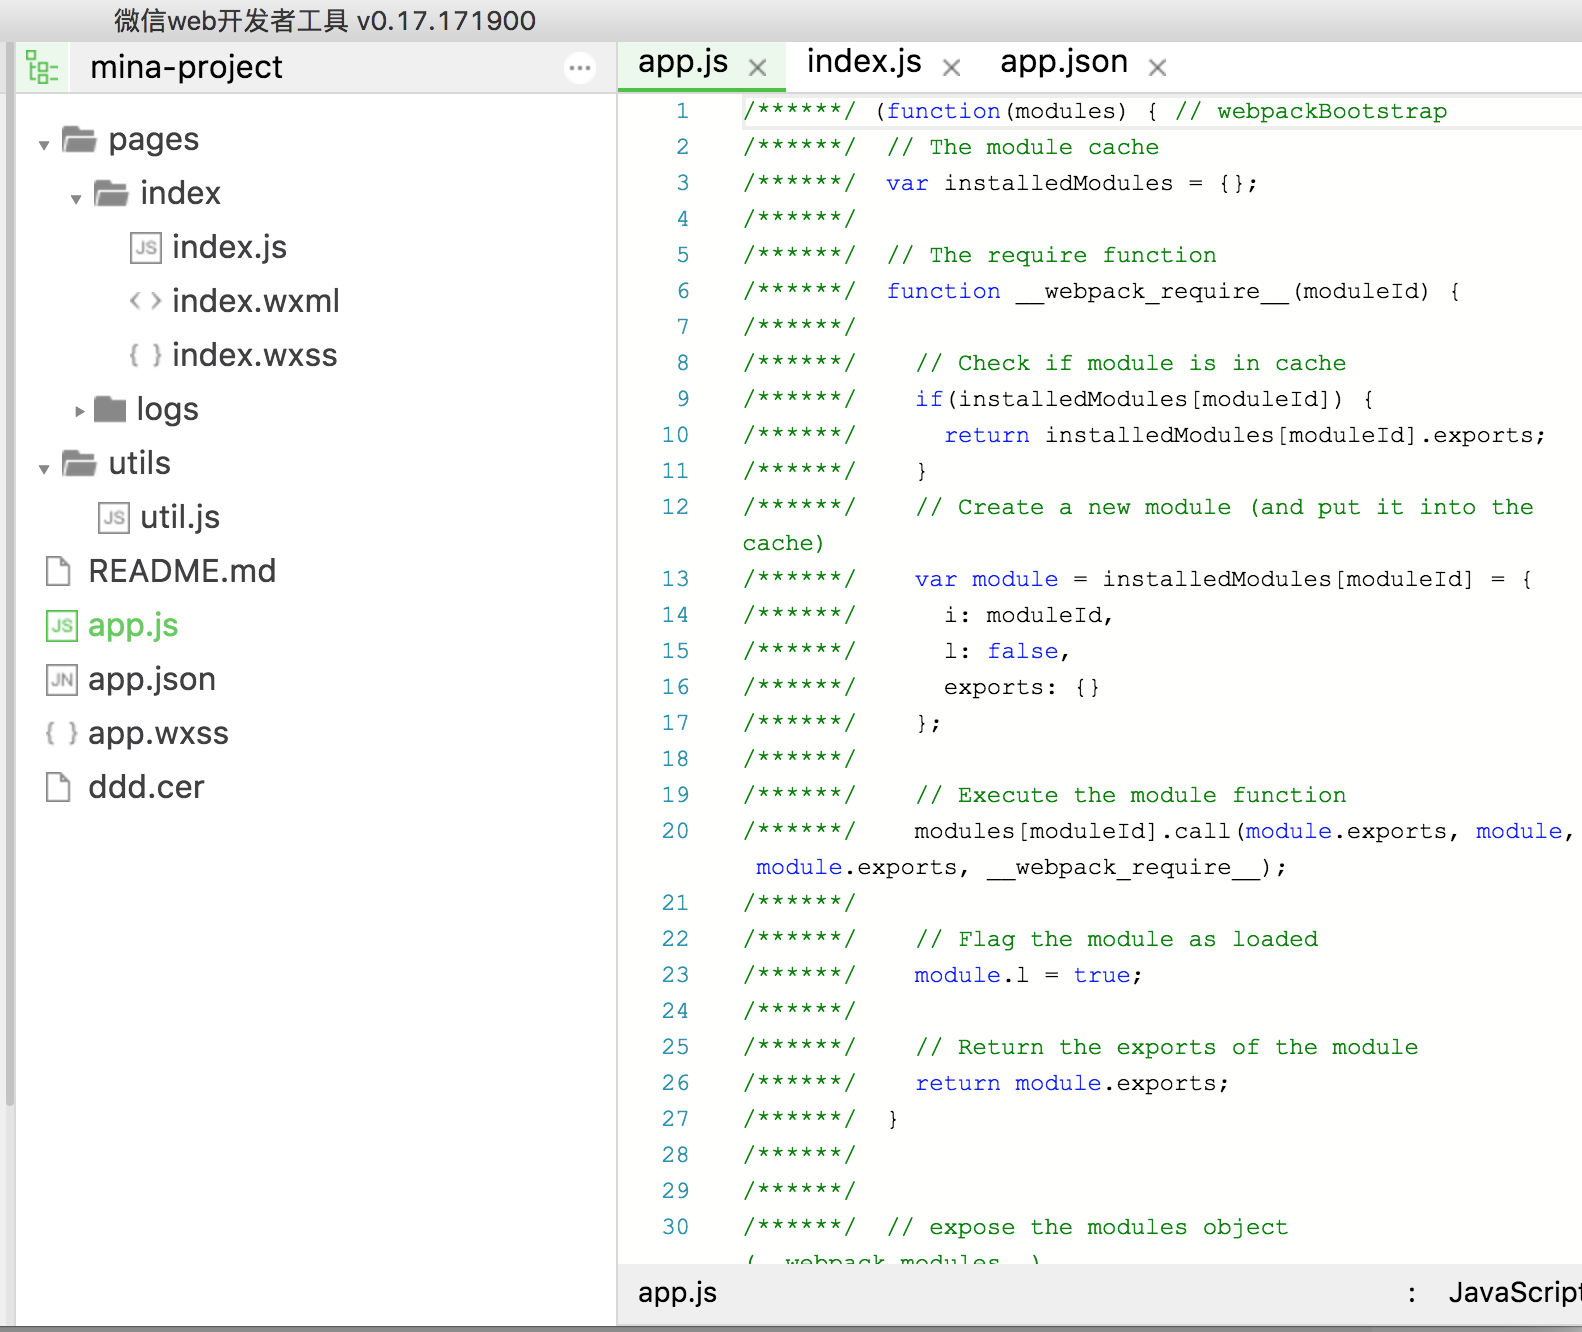 微信web开发者工具 v0.17.171900
mina-project
pages
index
JS index.js
<> index.wxml
{ } index.wxss
logs
utils
JS util.js
README.md
JS app.js
JN app.json
{ } app.wxss
ddd.cer
app.js × index.js × app.json ×
1 /******/ (function(modules) { // webpackBootstrap
2 /******/ // The module cache
3 /******/ var installedModules = {};
4 /******/
5 /******/ // The require function
6 /******/ function __webpack_require__(moduleId) {
7 /******/
8 /******/ // Check if module is in cache
9 /******/ if(installedModules[moduleId]) {
10 /******/ return installedModules[moduleId].exports;
11 /******/ }
12 /******/ // Create a new module (and put it into the
cache)
13 /******/ var module = installedModules[moduleId] = {
14 /******/ i: moduleId,
15 /******/ l: false,
16 /******/ exports: {}
17 /******/ };
18 /******/
19 /******/ // Execute the module function
20 /******/ modules[moduleId].call(module.exports, module,
module.exports, __webpack_require__);
21 /******/
22 /******/ // Flag the module as loaded
23 /******/ module.l = true;
24 /******/
25 /******/ // Return the exports of the module
26 /******/ return module.exports;
27 /******/ }
28 /******/
29 /******/
30 /******/ // expose the modules object
(__webpack_modules__)
app.js : JavaScript